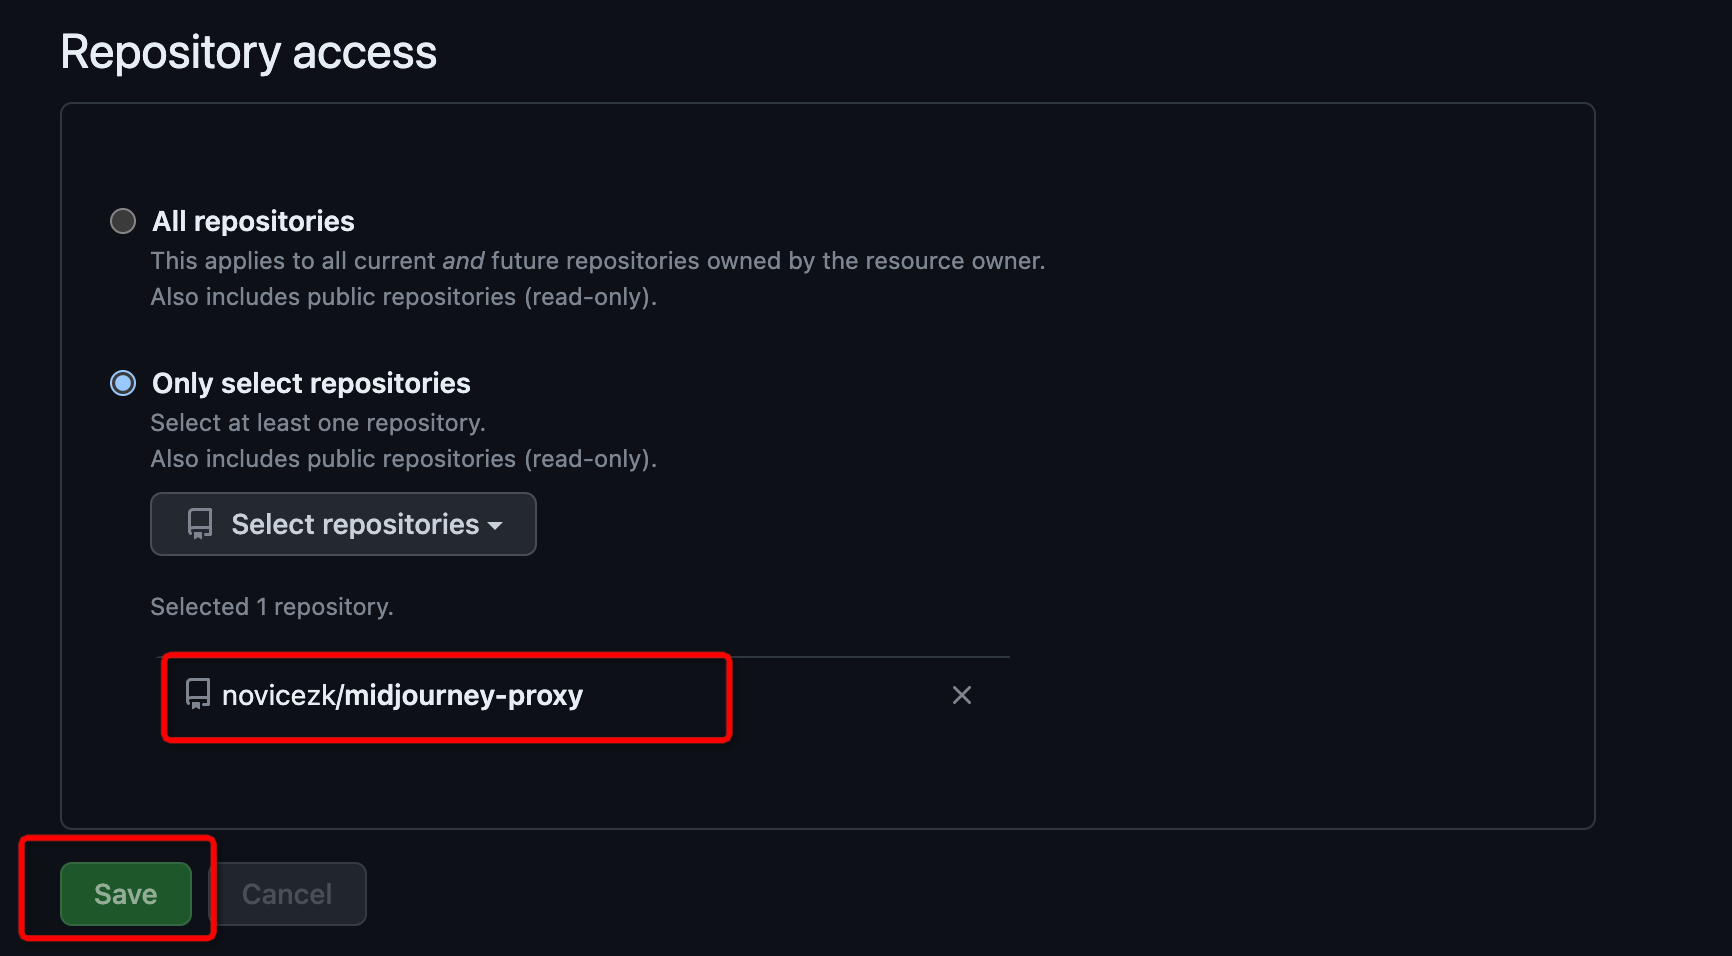 Repository access
All repositories
This applies to all current and future repositories owned by the resource owner.
Also includes public repositories (read-only).
Only select repositories
Select at least one repository.
Also includes public repositories (read-only).
Select repositories
Selected 1 repository.
novicezk/midjourney-proxy
Save
Cancel